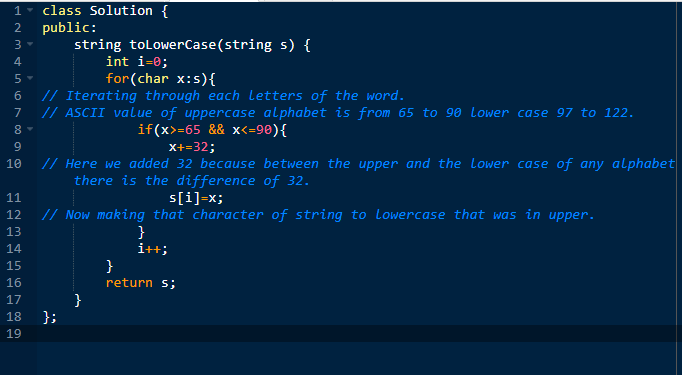 1 class Solution {
2 public:
3 string toLowerCase(string s) {
4 int i=0;
5 for(char x:s){
6 // Iterating through each letters of the word.
7 // ASCII value of uppercase alphabet is from 65 to 90 lower case 97 to 122.
8 if(x>=65 && x<=90){
9 x+=32;
10 // Here we added 32 because between the upper and the lower case of any alphabet
there is the difference of 32.
11 s[i]=x;
12 // Now making that character of string to lowercase that was in upper.
13 }
14 i++;
15 }
16 return s;
17 }
18 };
19